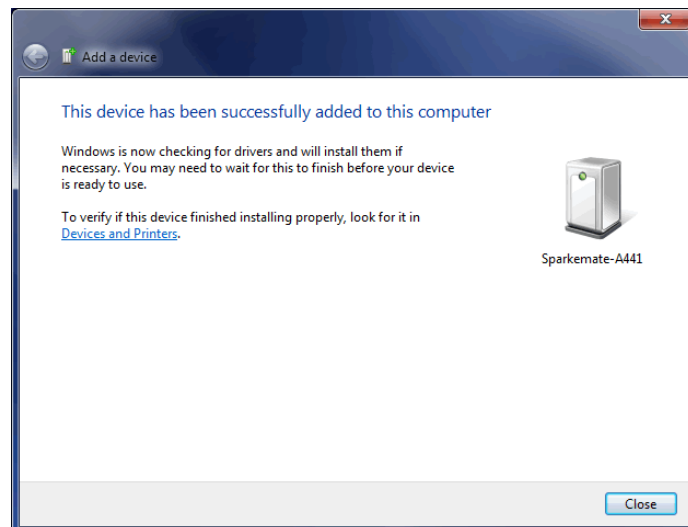 Add a device
This device has been successfully added to this computer
Windows is now checking for drivers and will install them if
necessary. You may need to wait for this to finish before your device
is ready to use.
To verify if this device finished installing properly, look for it in
Devices and Printers.
Sparkemate-A441
Close